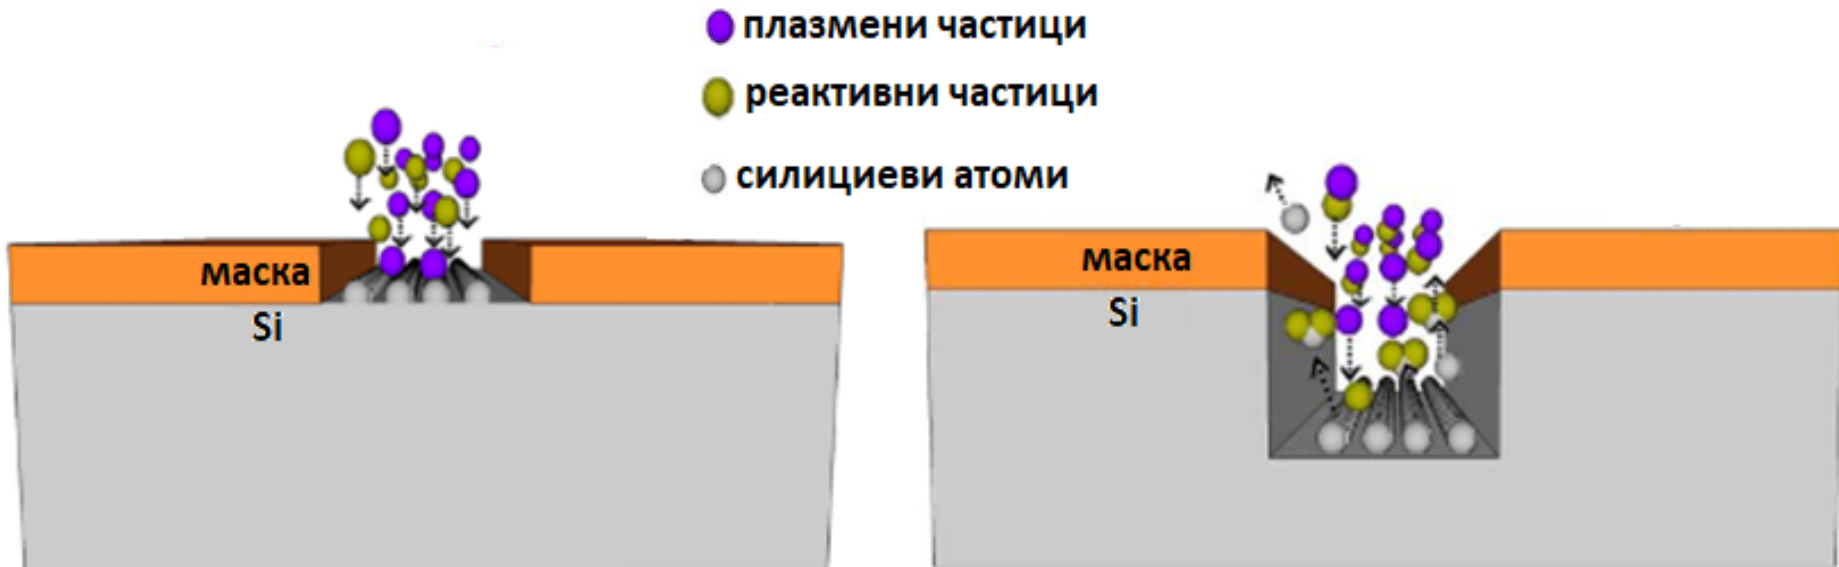 плазмени частици
реактивни частици
силициеви атоми
маска
Si
маска
Si